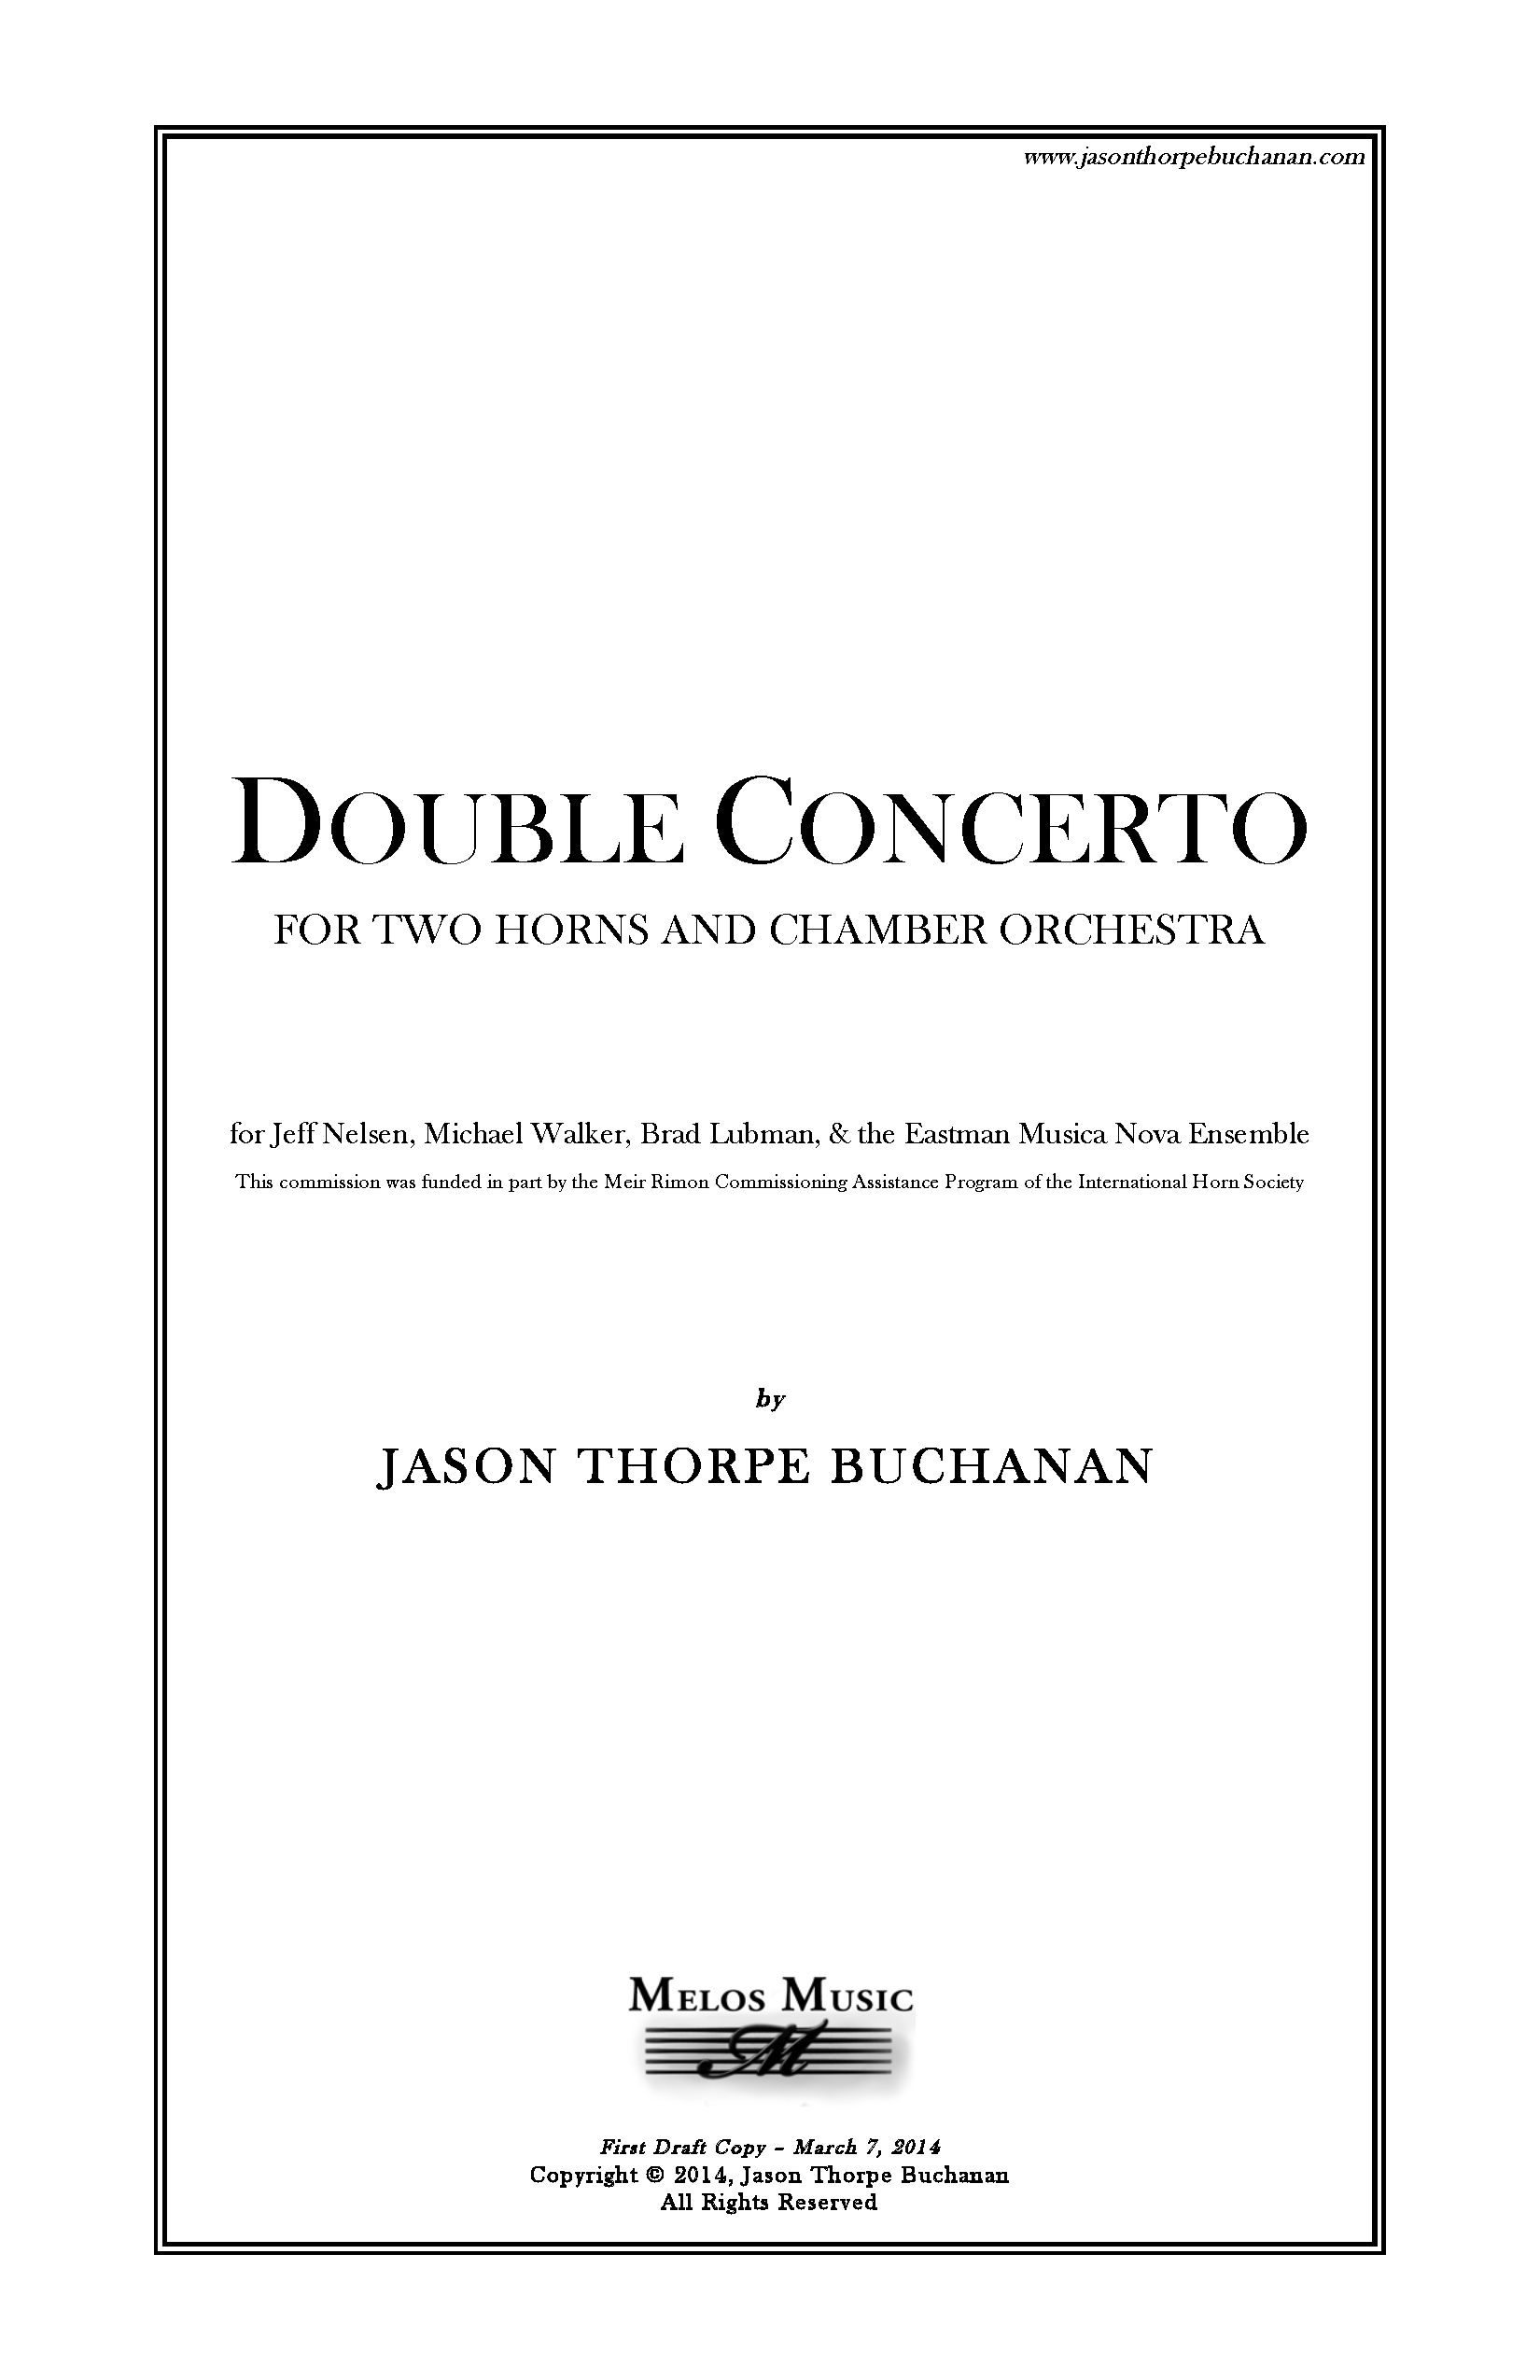 www.jasonthorpebuchanan.com
DOUBLE CONCERTO
FOR TWO HORNS AND CHAMBER ORCHESTRA
for Jeff Nelsen, Michael Walker, Brad Lubman, & the Eastman Musica Nova Ensemble
This commission was funded in part by the Meir Rimon Commissioning Assistance Program of the International Horn Society
by
JASON THORPE BUCHANAN
MELOS MUSIC
M
First Draft Copy – March 7, 2014
Copyright © 2014, Jason Thorpe Buchanan
All Rights Reserved